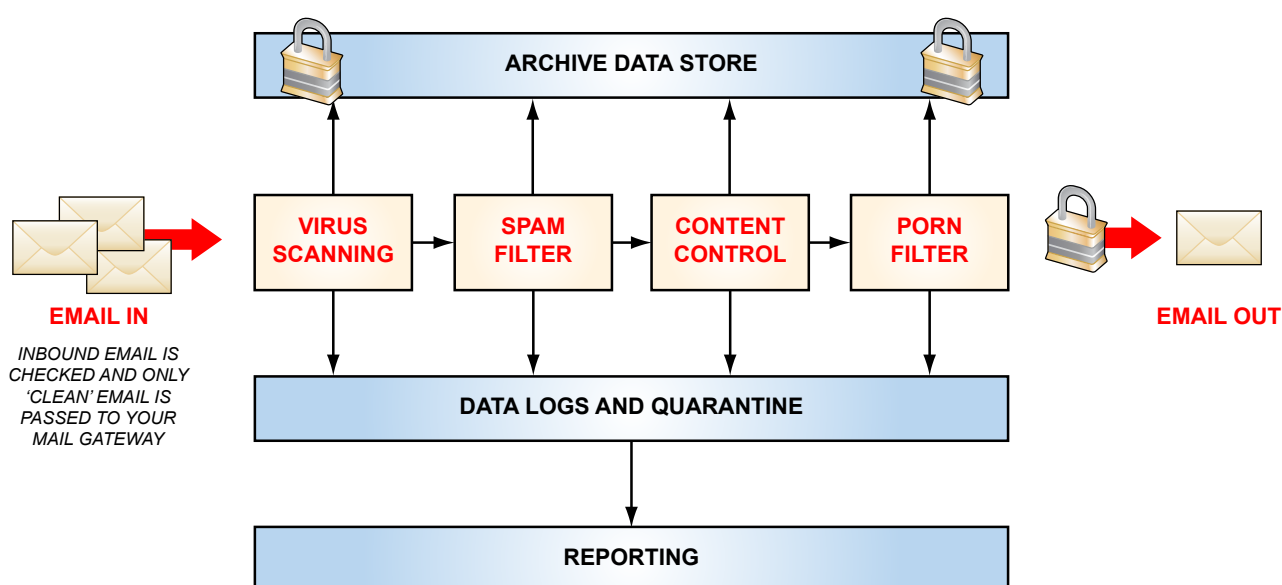 ARCHIVE DATA STORE
VIRUS
SCANNING
SPAM
FILTER
CONTENT
CONTROL
PORN
FILTER
EMAIL IN
INBOUND EMAIL IS
CHECKED AND ONLY
‘CLEAN’ EMAIL IS
PASSED TO YOUR
MAIL GATEWAY
EMAIL OUT
DATA LOGS AND QUARANTINE
REPORTING